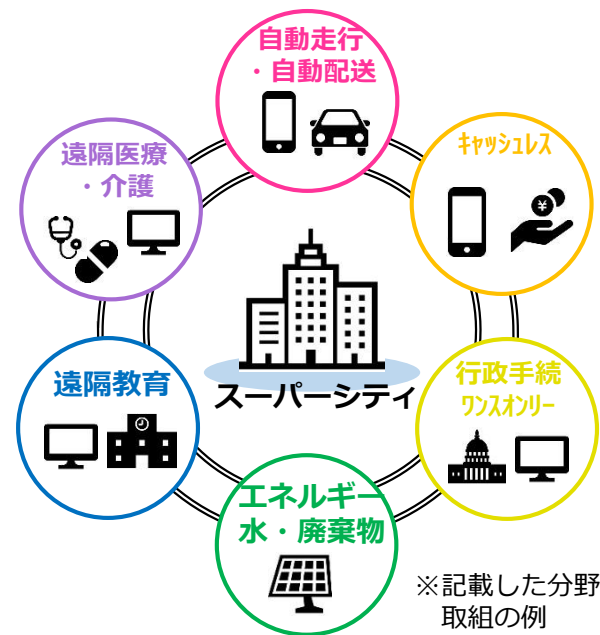 自動走行
・自動配送
遠隔医療
・介護
ｷｬｯｼｭﾚｽ
¥
スーパーシティ
遠隔教育
行政手続
ﾜﾝｽｵﾝﾘｰ
エネルギー
水・廃棄物
※記載した分野
取組の例